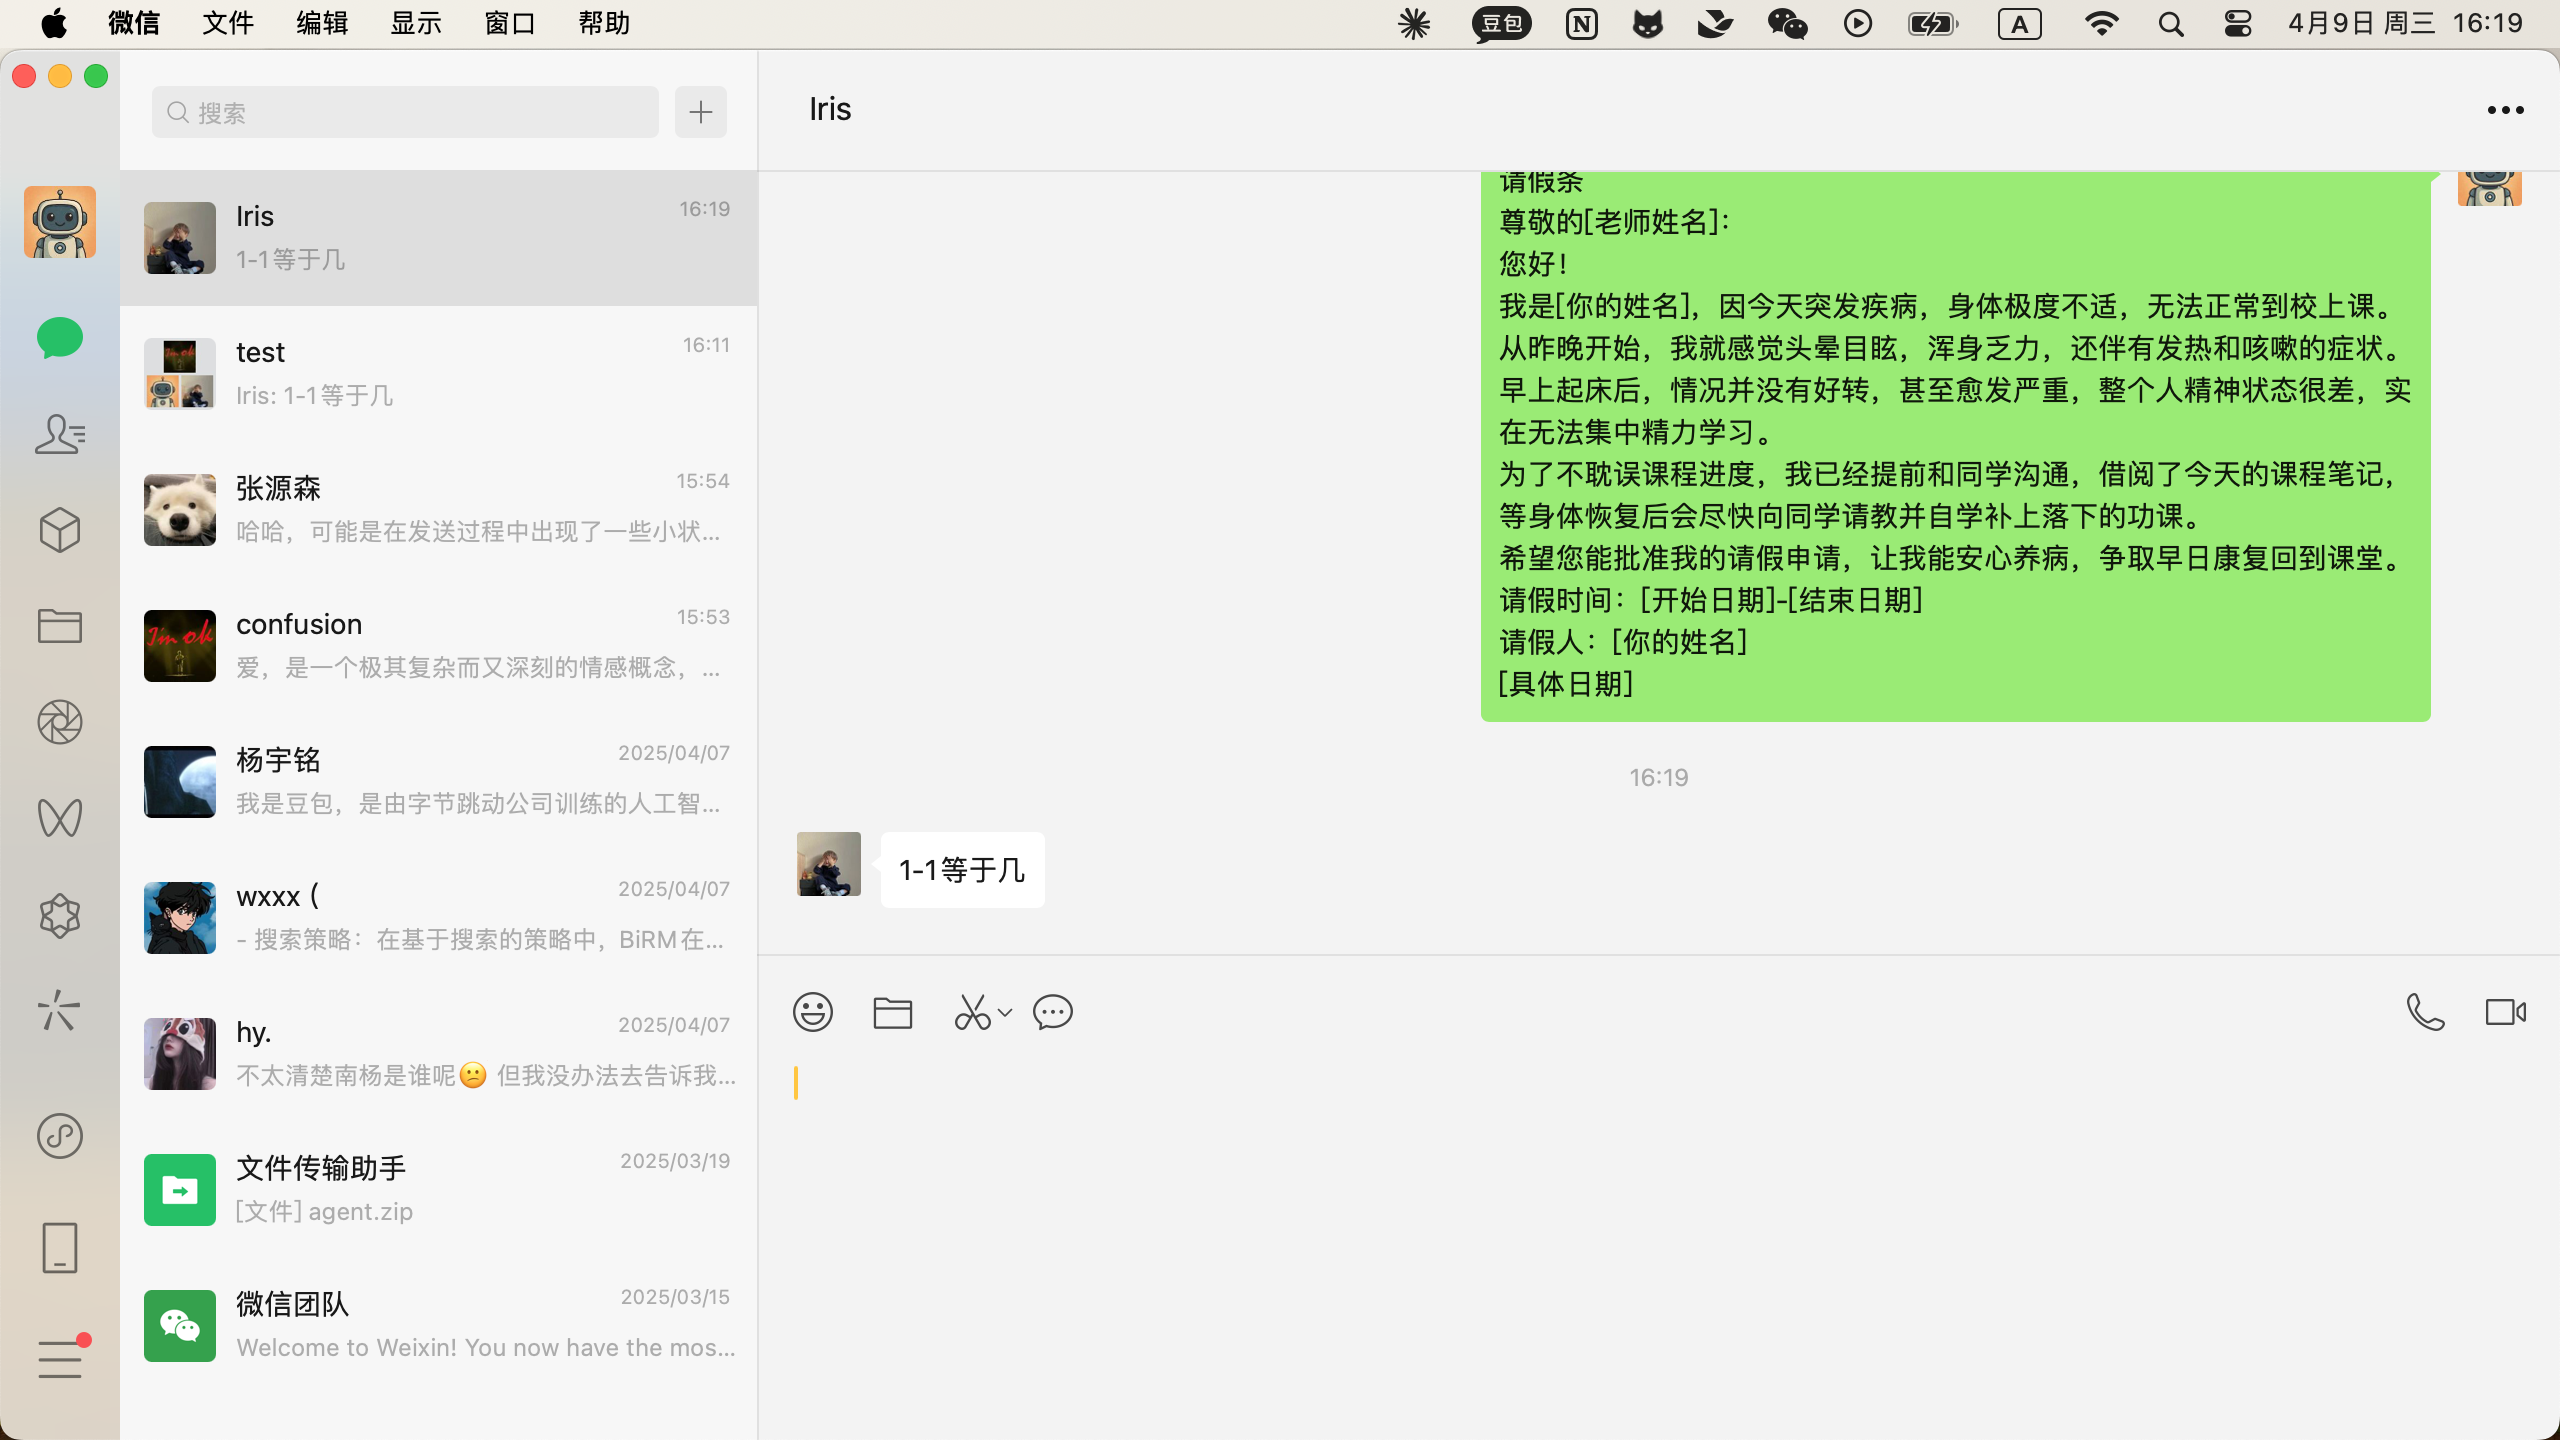 微信 文件 编辑 显示 窗口 帮助 豆包 N A 4月9日 周三 16:19
搜索
Iris
Iris 16:19
1-1等于几
test 16:11
Iris: 1-1等于几
张源森 15:54
哈哈，可能是在发送过程中出现了一些小状...
confusion 15:53
I'm ok
爱，是一个极其复杂而又深刻的情感概念，...
杨宇铭 2025/04/07
我是豆包，是由字节跳动公司训练的人工智...
wxxx ( 2025/04/07
- 搜索策略：在基于搜索的策略中，BiRM在...
hy. 2025/04/07
不太清楚南杨是谁呢😕 但我没办法去告诉我...
文件传输助手 2025/03/19
[文件] agent.zip
微信团队 2025/03/15
Welcome to Weixin! You now have the mos...
请假条
尊敬的[老师姓名]：
您好！
我是[你的姓名]，因今天突发疾病，身体极度不适，无法正常到校上课。
从昨晚开始，我就感觉头晕目眩，浑身乏力，还伴有发热和咳嗽的症状。
早上起床后，情况并没有好转，甚至愈发严重，整个人精神状态很差，实
在无法集中精力学习。
为了不耽误课程进度，我已经提前和同学沟通，借阅了今天的课程笔记，
等身体恢复后会尽快向同学请教并自学补上落下的功课。
希望您能批准我的请假申请，让我能安心养病，争取早日康复回到课堂。
请假时间：[开始日期]-[结束日期]
请假人：[你的姓名]
[具体日期]
16:19
1-1等于几